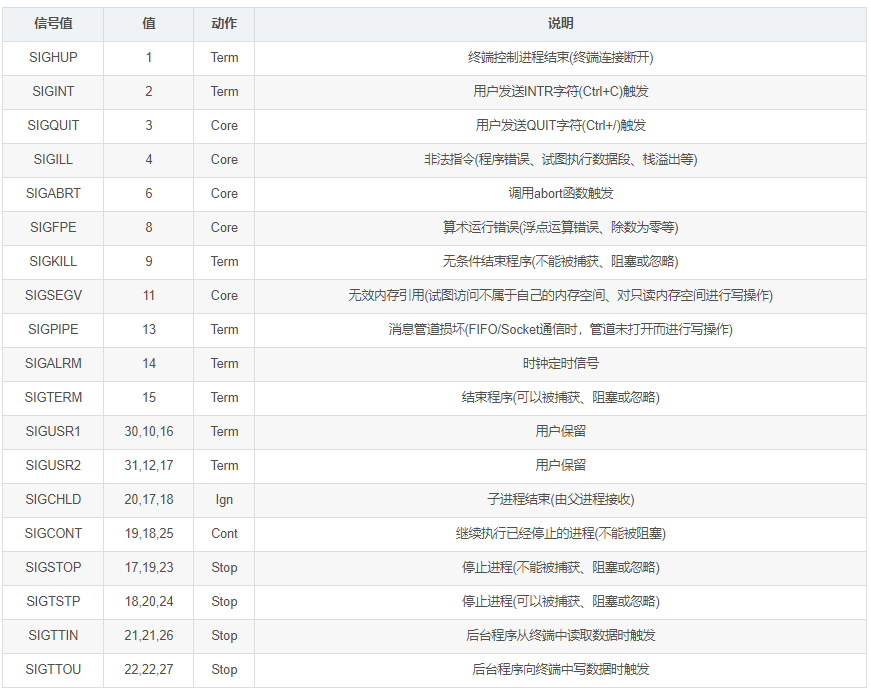 信号值 值 动作 说明
SIGHUP 1 Term 终端控制进程结束(终端连接断开)
SIGINT 2 Term 用户发送INTR字符(Ctrl+C)触发
SIGQUIT 3 Core 用户发送QUIT字符(Ctrl+/)触发
SIGILL 4 Core 非法指令(程序错误、试图执行数据段、栈溢出等)
SIGABRT 6 Core 调用abort函数触发
SIGFPE 8 Core 算术运行错误(浮点运算错误、除数为零等)
SIGKILL 9 Term 无条件结束程序(不能被捕获、阻塞或忽略)
SIGSEGV 11 Core 无效内存引用(试图访问不属于自己的内存空间、对只读内存空间进行写操作)
SIGPIPE 13 Term 消息管道损坏(FIFO/Socket通信时，管道未打开而进行写操作)
SIGALRM 14 Term 时钟定时信号
SIGTERM 15 Term 结束程序(可以被捕获、阻塞或忽略)
SIGUSR1 30,10,16 Term 用户保留
SIGUSR2 31,12,17 Term 用户保留
SIGCHLD 20,17,18 Ign 子进程结束(由父进程接收)
SIGCONT 19,18,25 Cont 继续执行已经停止的进程(不能被阻塞)
SIGSTOP 17,19,23 Stop 停止进程(不能被捕获、阻塞或忽略)
SIGTSTP 18,20,24 Stop 停止进程(可以被捕获、阻塞或忽略)
SIGTTIN 21,21,26 Stop 后台程序从终端中读取数据时触发
SIGTTOU 22,22,27 Stop 后台程序向终端中写数据时触发